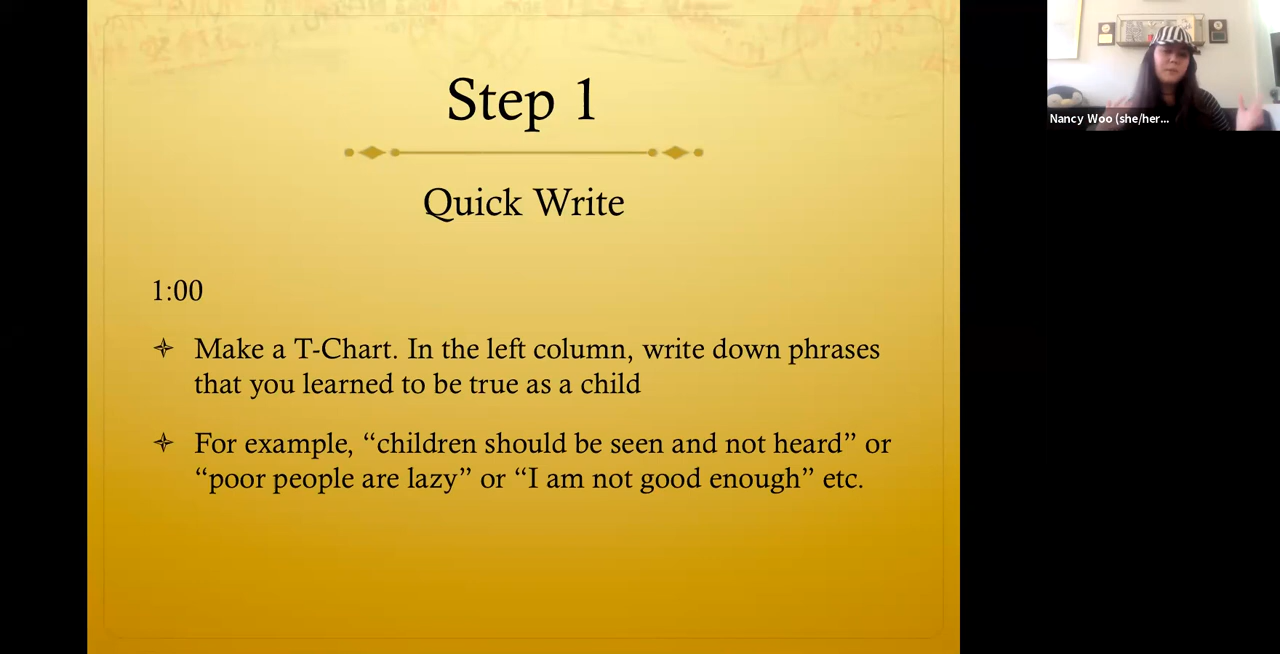 Step 1
Quick Write
1:00
Make a T-Chart. In the left column, write down phrases
that you learned to be true as a child
For example, “children should be seen and not heard” or
“poor people are lazy” or “I am not good enough” etc.
Nancy Woo (she/her...